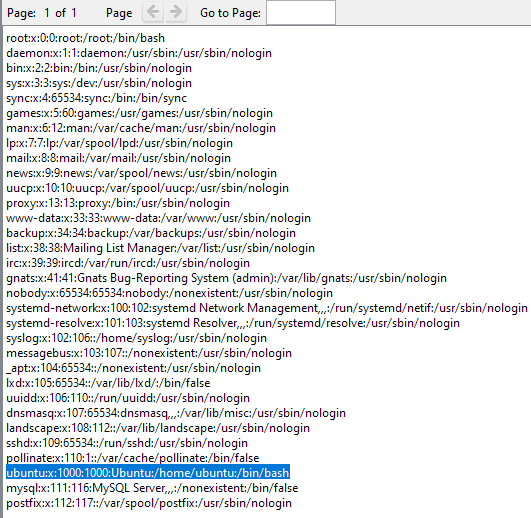 Page: 1 of 1 Page Go to Page:
root:x:0:0:root:/root:/bin/bash
daemon:x:1:1:daemon:/usr/sbin:/usr/sbin/nologin
bin:x:2:2:bin:/bin:/usr/sbin/nologin
sys:x:3:3:sys:/dev:/usr/sbin/nologin
sync:x:4:65534:sync:/bin:/bin/sync
games:x:5:60:games:/usr/games:/usr/sbin/nologin
man:x:6:12:man:/var/cache/man:/usr/sbin/nologin
lp:x:7:7:lp:/var/spool/lpd:/usr/sbin/nologin
mail:x:8:8:mail:/var/mail:/usr/sbin/nologin
news:x:9:9:news:/var/spool/news:/usr/sbin/nologin
uucp:x:10:10:uucp:/var/spool/uucp:/usr/sbin/nologin
proxy:x:13:13:proxy:/bin:/usr/sbin/nologin
www-data:x:33:33:www-data:/var/www:/usr/sbin/nologin
backup:x:34:34:backup:/var/backups:/usr/sbin/nologin
list:x:38:38:Mailing List Manager:/var/list:/usr/sbin/nologin
irc:x:39:39:ircd:/var/run/ircd:/usr/sbin/nologin
gnats:x:41:41:Gnats Bug-Reporting System (admin):/var/lib/gnats:/usr/sbin/nologin
nobody:x:65534:65534:nobody:/nonexistent:/usr/sbin/nologin
systemd-network:x:100:102:systemd Network Management,,,:/run/systemd/netif:/usr/sbin/nologin
systemd-resolve:x:101:103:systemd Resolver,,,:/run/systemd/resolve:/usr/sbin/nologin
syslog:x:102:106::/home/syslog:/usr/sbin/nologin
messagebus:x:103:107::/nonexistent:/usr/sbin/nologin
_apt:x:104:65534::/nonexistent:/usr/sbin/nologin
lxd:x:105:65534::/var/lib/lxd/:/bin/false
uuidd:x:106:110::/run/uuidd:/usr/sbin/nologin
dnsmasq:x:107:65534:dnsmasq,,,:/var/lib/misc:/usr/sbin/nologin
landscape:x:108:112::/var/lib/landscape:/usr/sbin/nologin
sshd:x:109:65534::/run/sshd:/usr/sbin/nologin
pollinate:x:110:1::/var/cache/pollinate:/bin/false
ubuntu:x:1000:1000:Ubuntu:/home/ubuntu:/bin/bash
mysql:x:111:116:MySQL Server,,,:/nonexistent:/bin/false
postfix:x:112:117::/var/spool/postfix:/usr/sbin/nologin